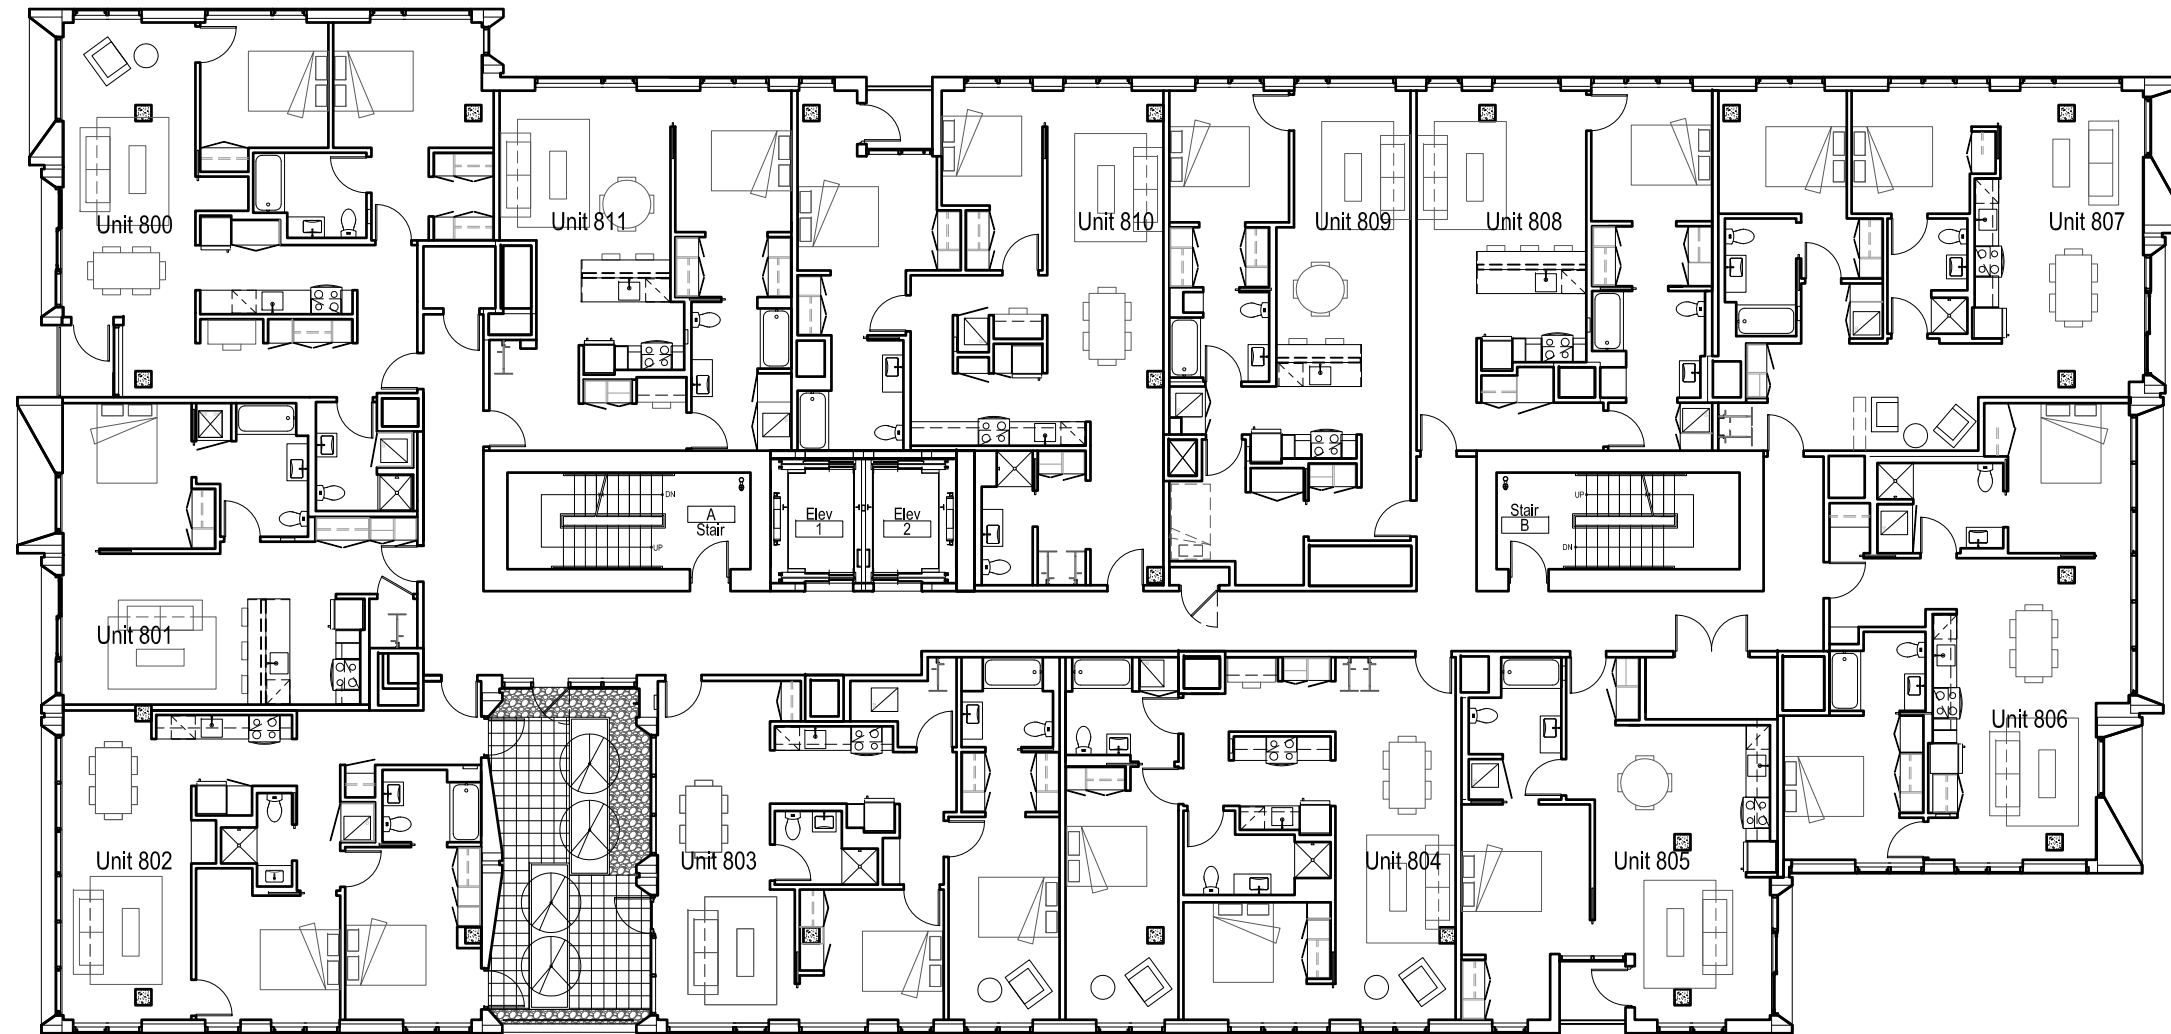 Unit 800
Unit 811
Unit 810
Unit 809
Unit 808
Unit 807
DN
UP
A
Stair
Elev
1
Elev
2
UP
Stair
B
DN
Unit 801
Unit 806
Unit 802
Unit 803
Unit 804
Unit 805